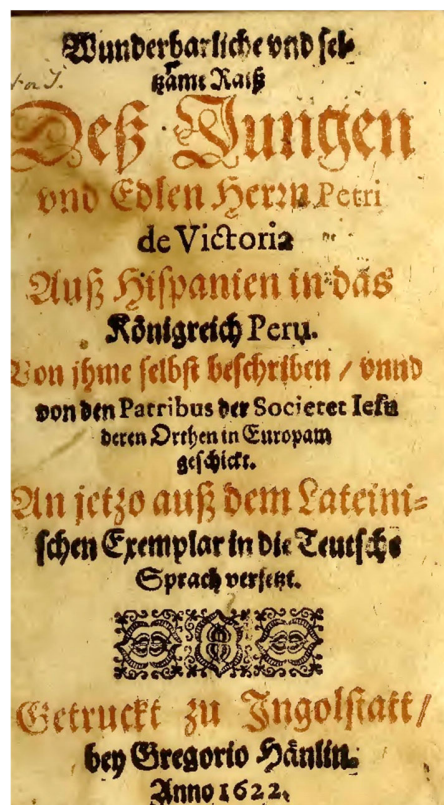 Wunderbarliche vnd sel-
tzame Raiß
Deß Jungen
vnd Edlen Herrn Petri
de Victoria
Auß Hispanien in das
Königreich Peru.
Von jhme selbst beschriben / vnnd
von den Patribus der Societet Iesu
deren Orthen in Europam
geschickt.
An jetzo auß dem Lateini=
schen Exemplar in die Teutsche
Sprach versetzt.
Getruckt zu Ingolstatt /
bey Gregorio Hänlin.
Anno 1622.